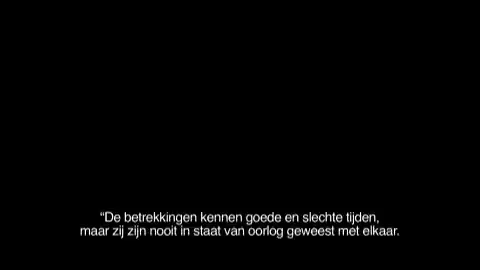 “De betrekkingen kennen goede en slechte tijden,
maar zij zijn nooit in staat van oorlog geweest met elkaar.